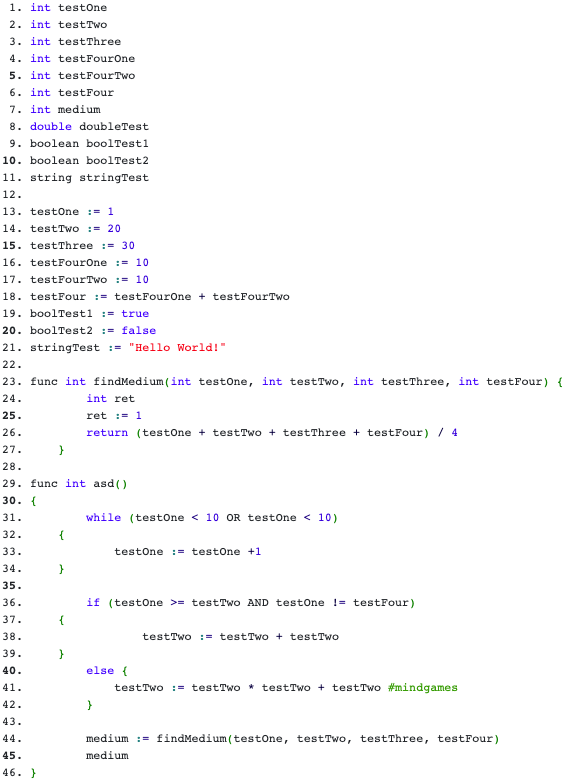 1. int testOne
2. int testTwo
3. int testThree
4. int testFourOne
5. int testFourTwo
6. int testFour
7. int medium
8. double doubleTest
9. boolean boolTest1
10. boolean boolTest2
11. string stringTest
12.
13. testOne := 1
14. testTwo := 20
15. testThree := 30
16. testFourOne := 10
17. testFourTwo := 10
18. testFour := testFourOne + testFourTwo
19. boolTest1 := true
20. boolTest2 := false
21. stringTest := "Hello World!"
22.
23. func int findMedium(int testOne, int testTwo, int testThree, int testFour) {
24.         int ret
25.         ret := 1
26.         return (testOne + testTwo + testThree + testFour) / 4
27.     }
28.
29. func int asd()
30. {
31.         while (testOne < 10 OR testOne < 10)
32.     {
33.             testOne := testOne +1
34.     }
35.
36.         if (testOne >= testTwo AND testOne != testFour)
37.     {
38.                 testTwo := testTwo + testTwo
39.     }
40.         else {
41.             testTwo := testTwo * testTwo + testTwo #mindgames
42.         }
43.
44.         medium := findMedium(testOne, testTwo, testThree, testFour)
45.         medium
46. }